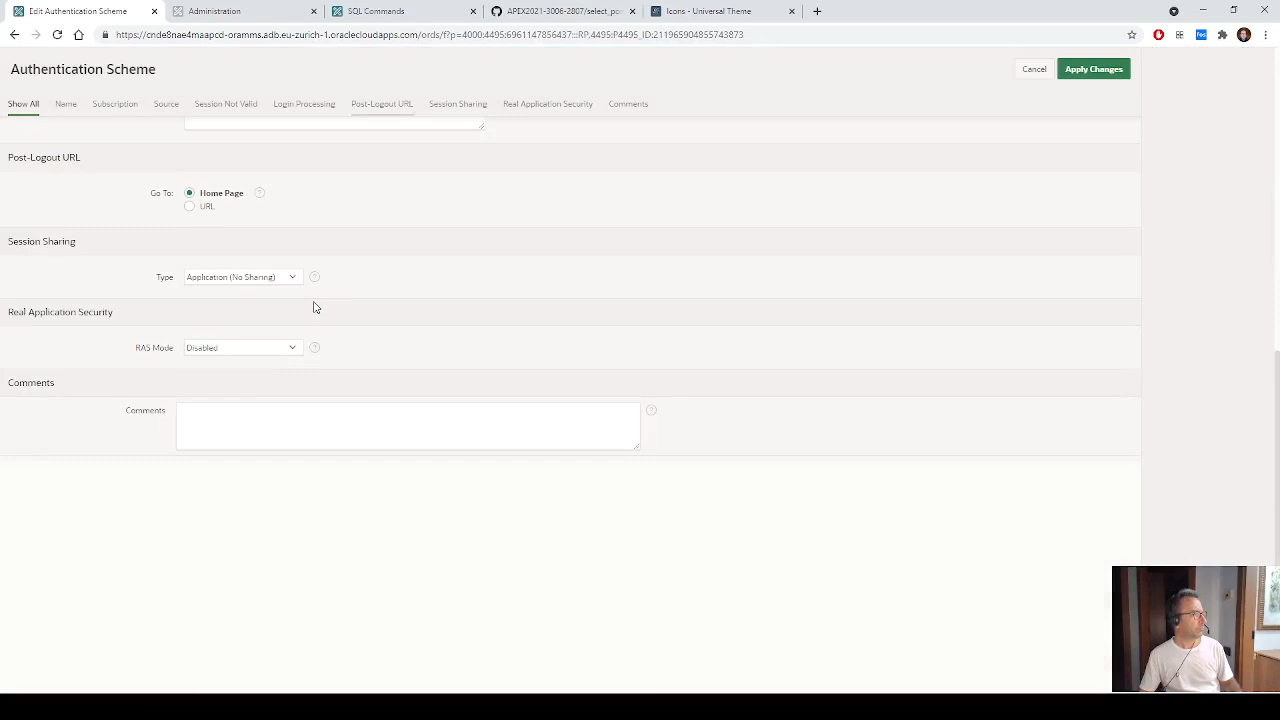 Edit Authentication Scheme
Administration
SQL Commands
APEX2021-3006-2807/select_po
Icons - Universal Theme
https://cnde8nae4maapcd-oramms.adb.eu-zurich-1.oraclecloudapps.com/ords/f?p=4000:4495:6961147856437:::RP,4495:P4495_ID:211965904855743873
Authentication Scheme
Cancel
Apply Changes
Show All Name Subscription Source Session Not Valid Login Processing Post-Logout URL Session Sharing Real Application Security Comments
Post-Logout URL
Go To: Home Page
URL
Session Sharing
Type Application (No Sharing)
Real Application Security
RAS Mode Disabled
Comments
Comments